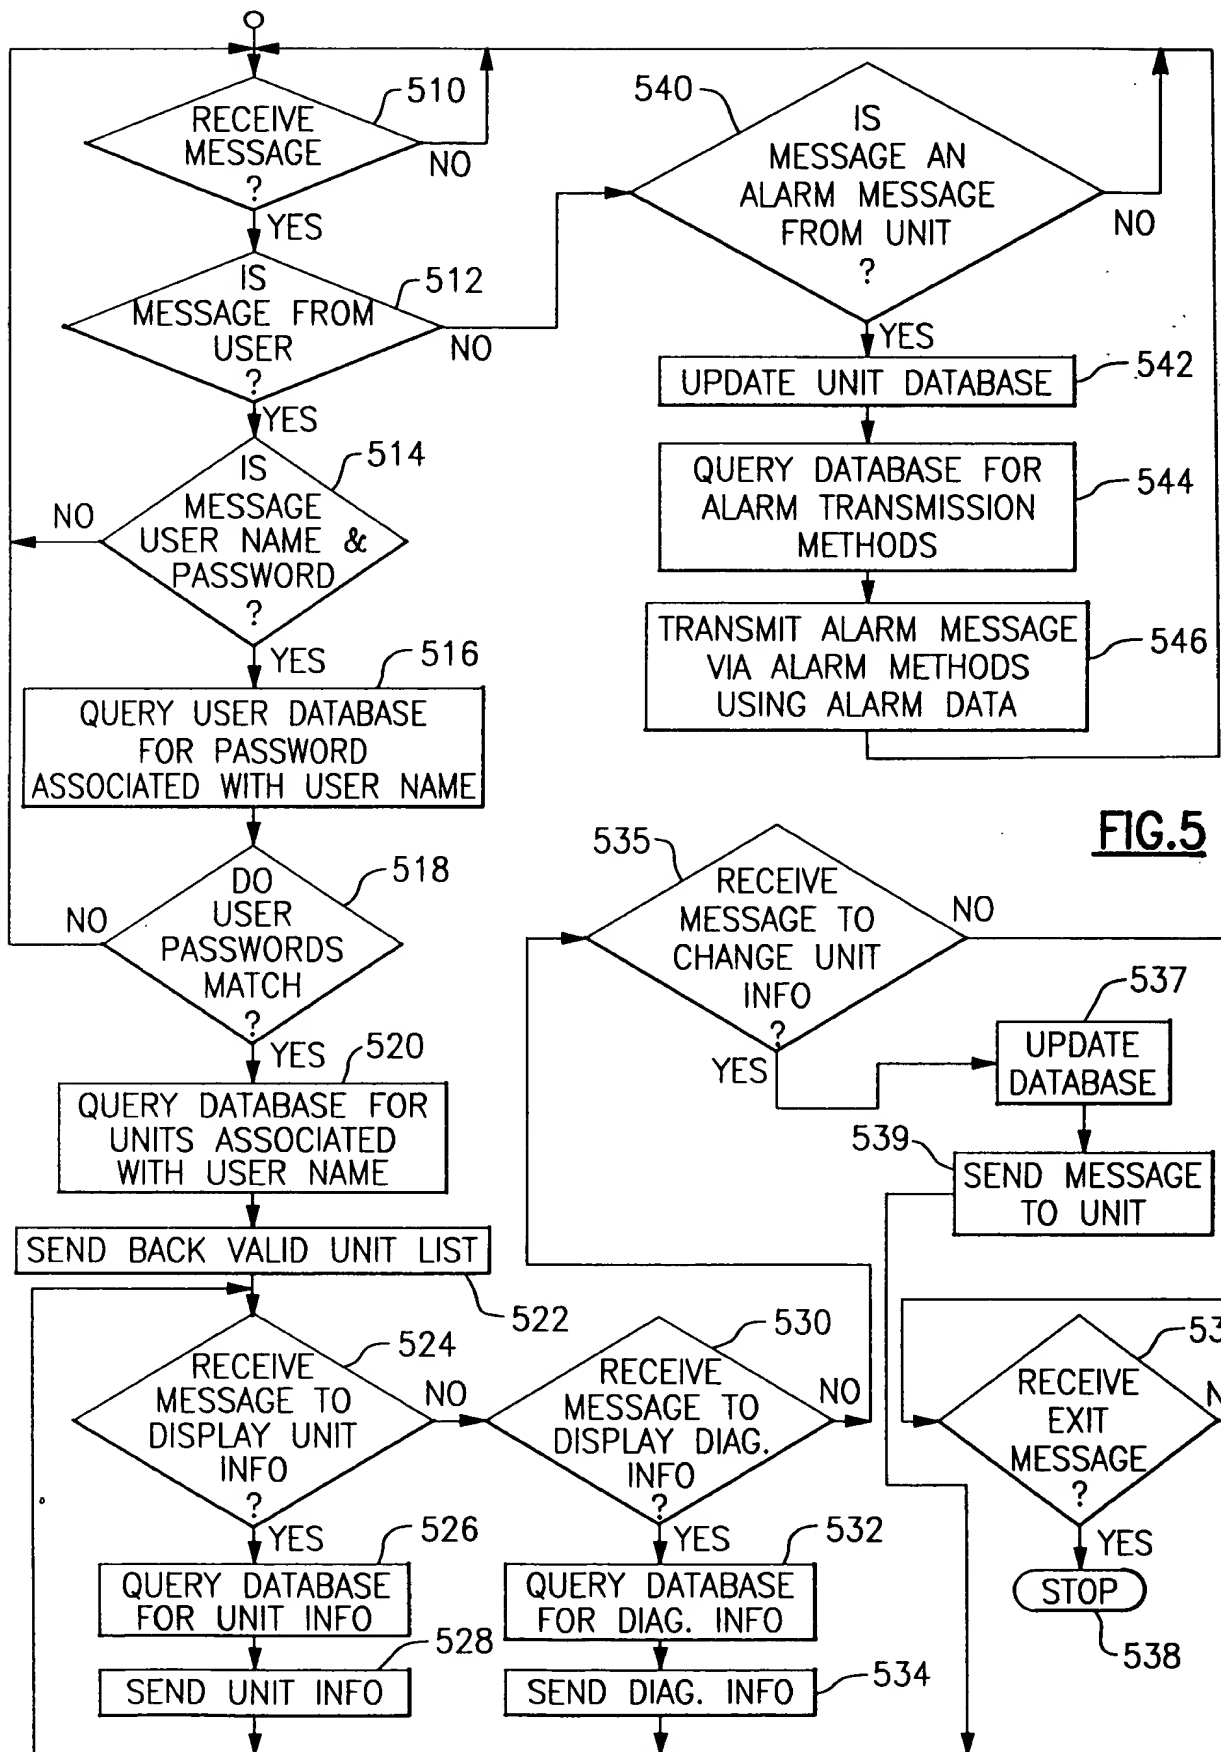 510
RECEIVE
MESSAGE
?
NO
YES
IS
MESSAGE FROM
USER
?
512
NO
YES
IS
MESSAGE
USER NAME &
PASSWORD
?
514
NO
YES
516
QUERY USER DATABASE
FOR PASSWORD
ASSOCIATED WITH USER NAME
DO
USER
PASSWORDS
MATCH
?
518
NO
YES
520
QUERY DATABASE FOR
UNITS ASSOCIATED
WITH USER NAME
SEND BACK VALID UNIT LIST
522
RECEIVE
MESSAGE TO
DISPLAY UNIT
INFO
?
524
NO
YES
526
QUERY DATABASE
FOR UNIT INFO
528
SEND UNIT INFO
530
RECEIVE
MESSAGE TO
DISPLAY DIAG.
INFO
?
NO
YES
532
QUERY DATABASE
FOR DIAG. INFO
SEND DIAG. INFO
534
540
IS
MESSAGE AN
ALARM MESSAGE
FROM UNIT
?
NO
YES
UPDATE UNIT DATABASE
542
QUERY DATABASE FOR
ALARM TRANSMISSION
METHODS
544
TRANSMIT ALARM MESSAGE
VIA ALARM METHODS
USING ALARM DATA
546
FIG.5
535
RECEIVE
MESSAGE TO
CHANGE UNIT
INFO
?
NO
YES
537
UPDATE
DATABASE
539
SEND MESSAGE
TO UNIT
RECEIVE
EXIT
MESSAGE
?
YES
STOP
538